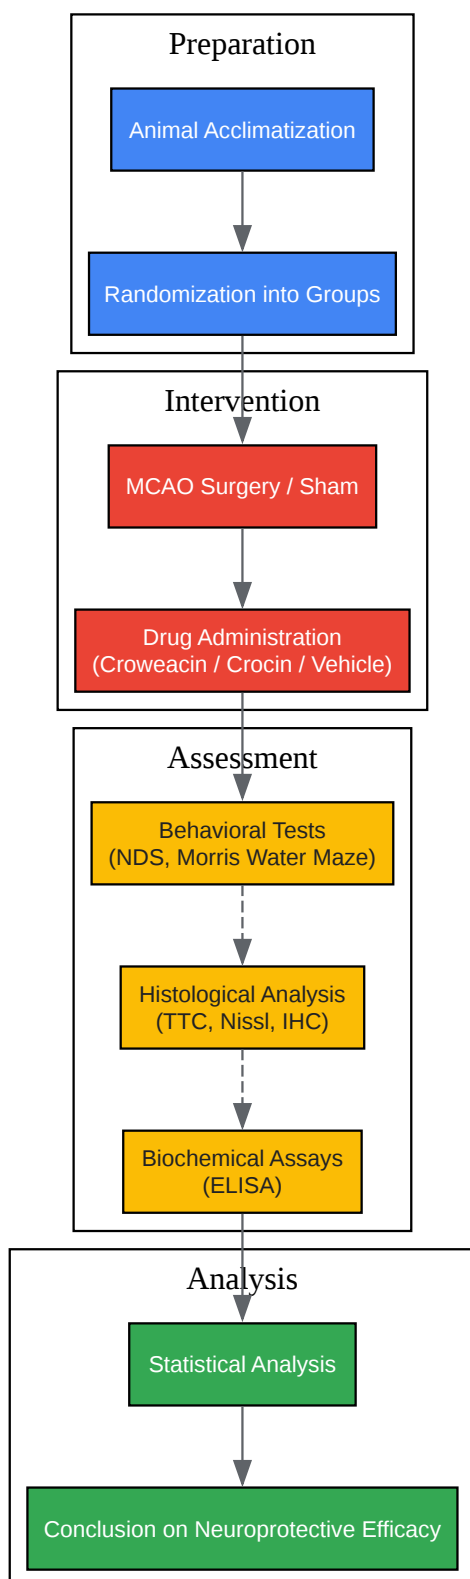 Preparation
Animal Acclimatization
Randomization into Groups
Intervention
MCAO Surgery / Sham
Drug Administration
(Croweacin / Crocin / Vehicle)
Assessment
Behavioral Tests
(NDS, Morris Water Maze)
Histological Analysis
(TTC, Nissl, IHC)
Biochemical Assays
(ELISA)
Analysis
Statistical Analysis
Conclusion on Neuroprotective Efficacy